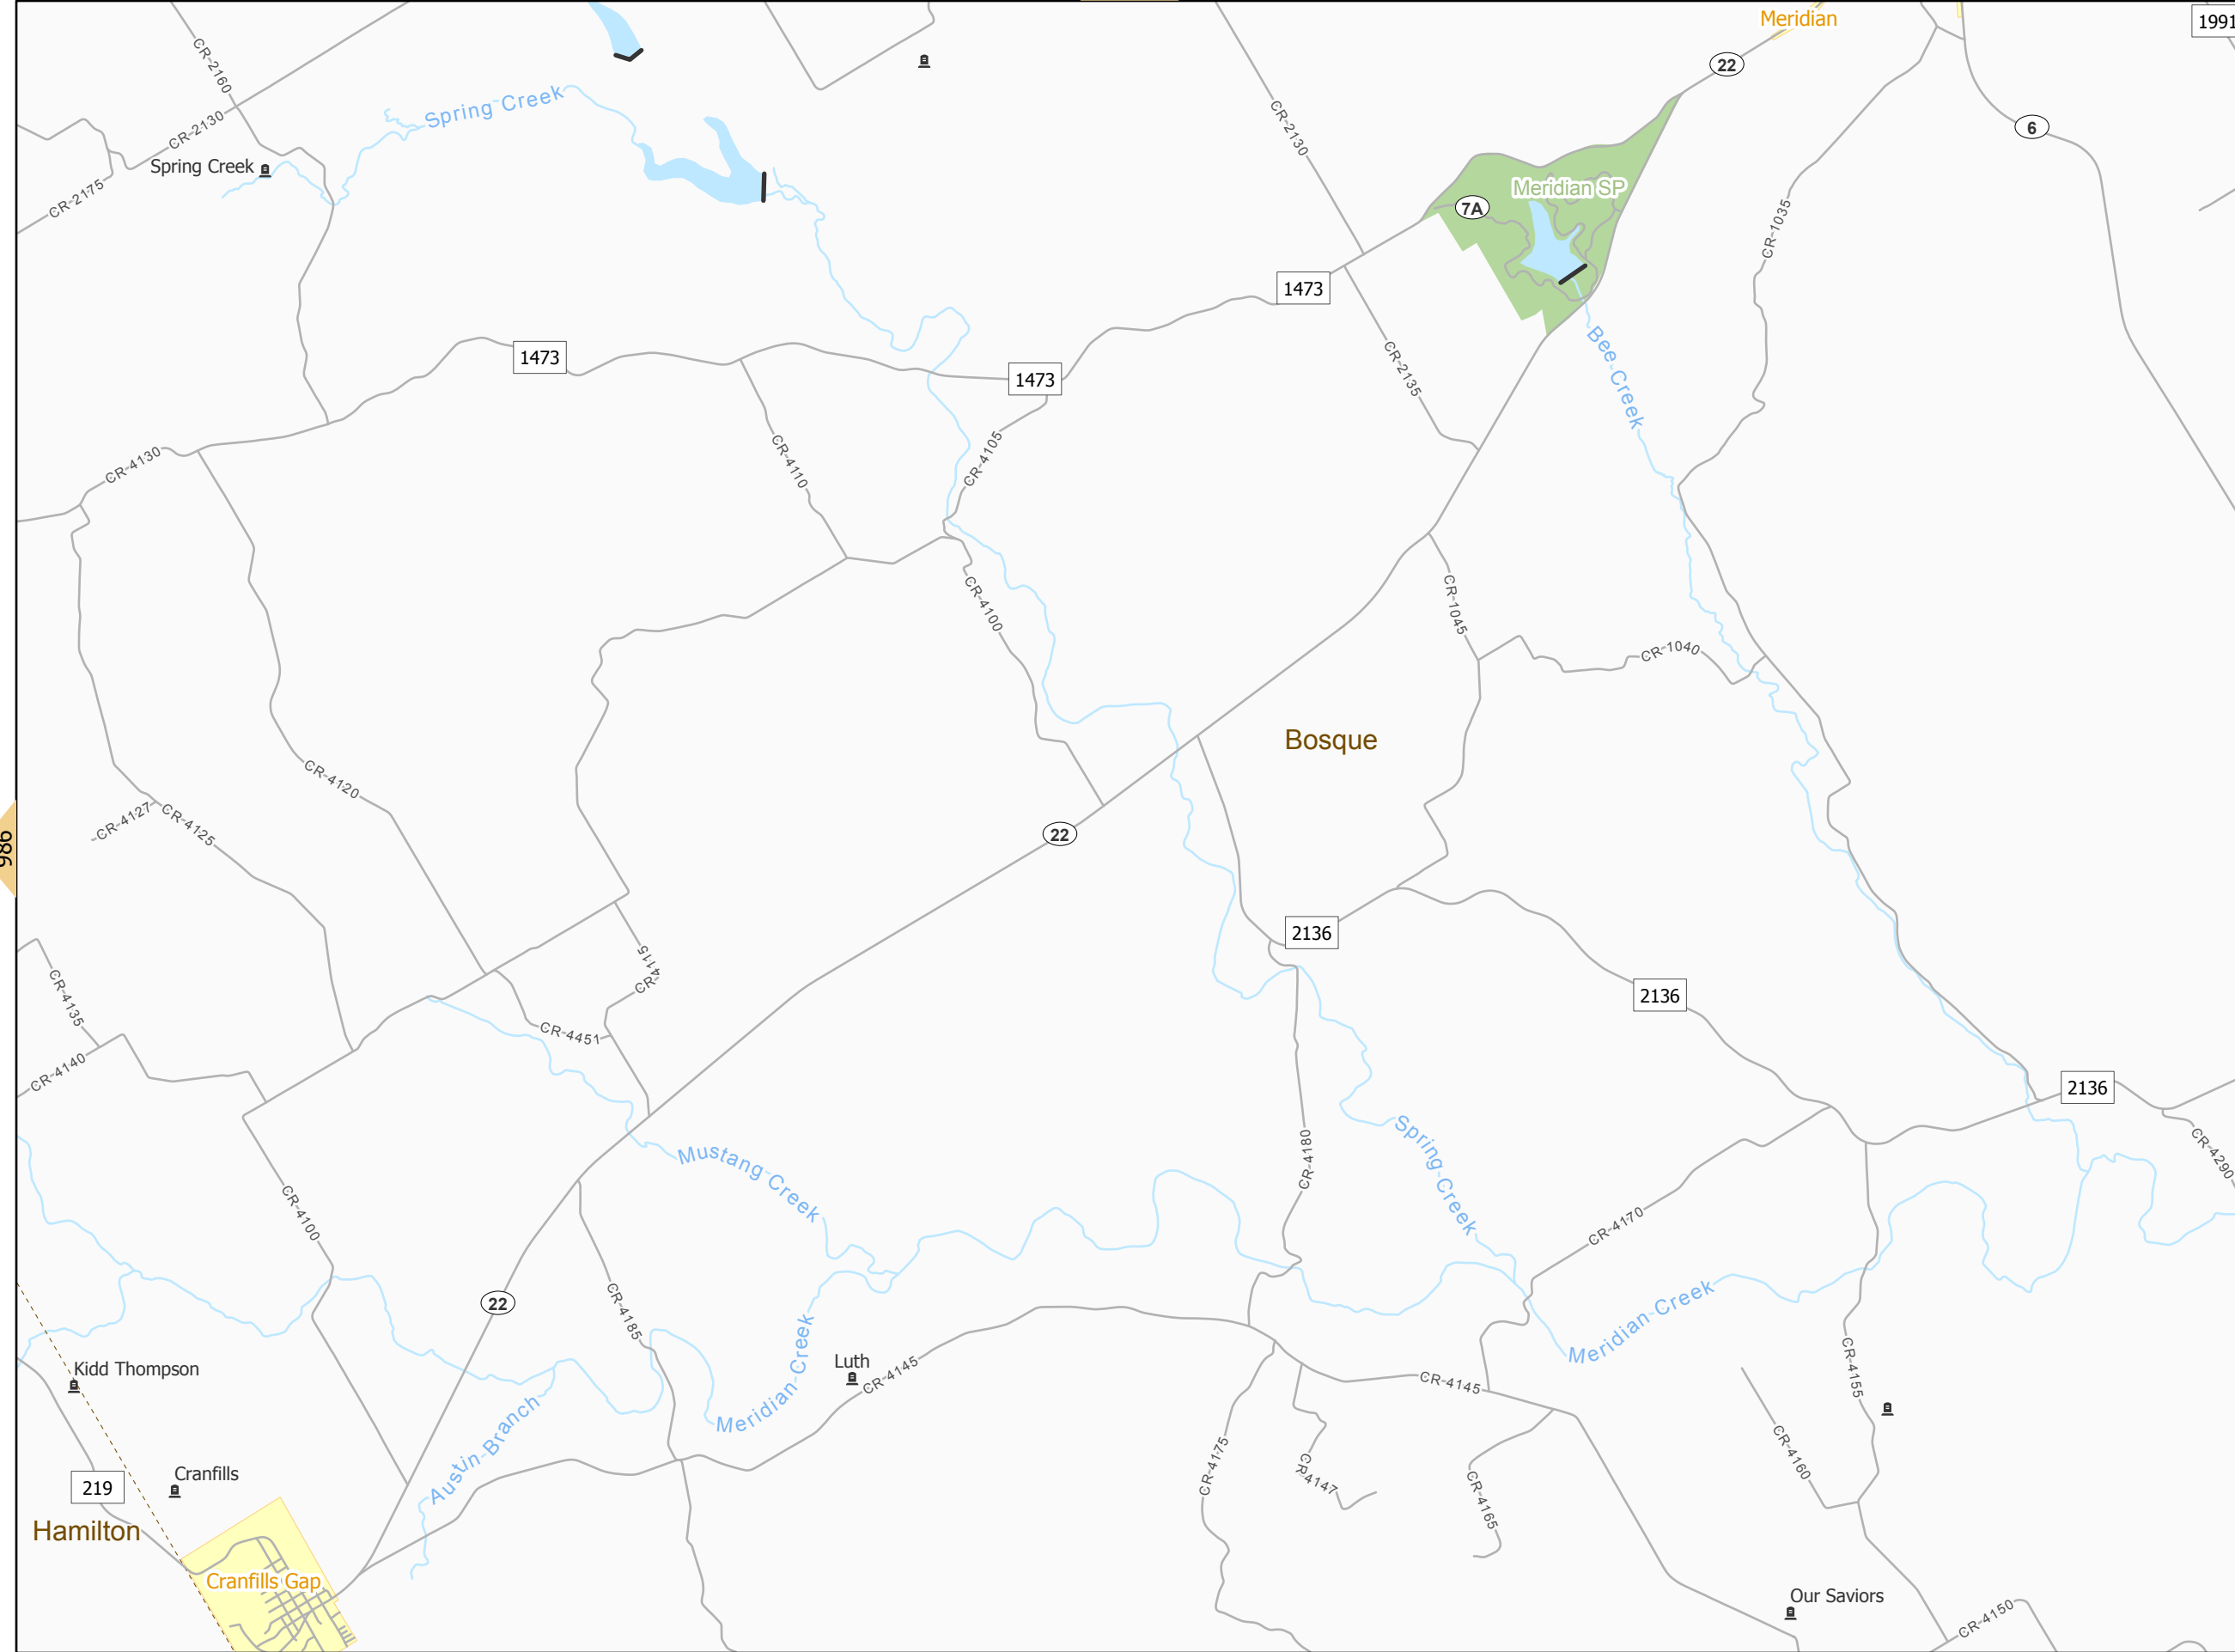 Meridian
1991
22
CR-2160
Spring Creek
CR-2130
CR-2130
6
Spring Creek
CR-2175
Meridian SP
7A
CR-1035
1473
1473
1473
CR-2135
Bee Creek
CR-4130
CR-4110
CR-4105
CR-4100
CR-1045
CR-1040
Bosque
CR-4120
CR-4127
CR-4125
22
986
2136
CR-4115
2136
CR-4135
CR-4451
CR-4140
2136
Mustang Creek
CR-4180
Spring Creek
CR-4290
CR-4100
CR-4170
22
CR-4185
Meridian Creek
Meridian Creek
Kidd Thompson
Luth
CR-4145
CR-4145
CR-4155
Austin Branch
CR-4175
CR-4147
CR-4160
Cranfills
219
CR-4165
Hamilton
Cranfills Gap
Our Saviors
CR-4150